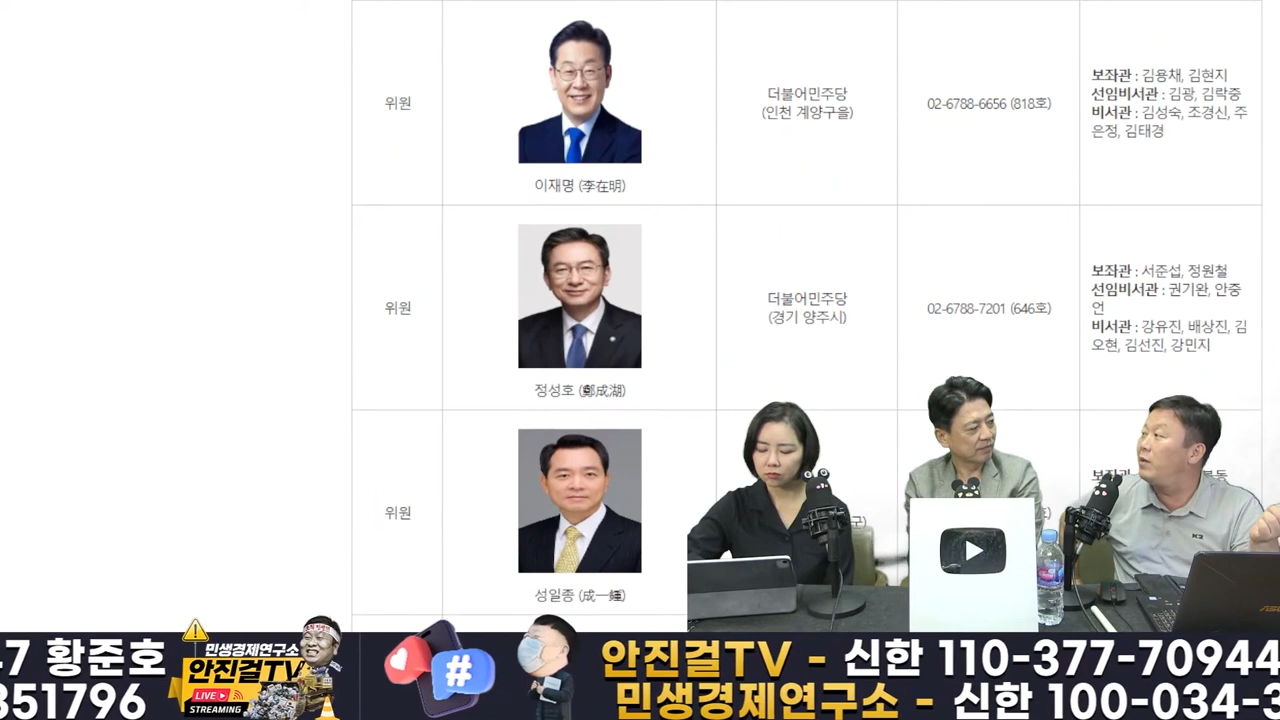 위원
이재명 (李在明)
더불어민주당
(인천 계양구을)
02-6788-6656 (818호)
보좌관 : 김용채, 김현지
선임비서관 : 김광, 김락중
비서관 : 김성숙, 조경신, 주
은정, 김태경
위원
정성호 (鄭成湖)
더불어민주당
(경기 양주시)
02-6788-7201 (646호)
보좌관 : 서준섭, 정원철
선임비서관 : 권기완, 안중
언
비서관 : 강유진, 배상진, 김
오현, 김선진, 강민지
위원
성일종 (成一鍾)
K2
ASUS
47 황준호
351796
민생경제연구소
안진걸TV
LIVE
STREAMING
#
안진걸TV - 신한 110-377-70944
민생경제연구소 - 신한 100-034-3